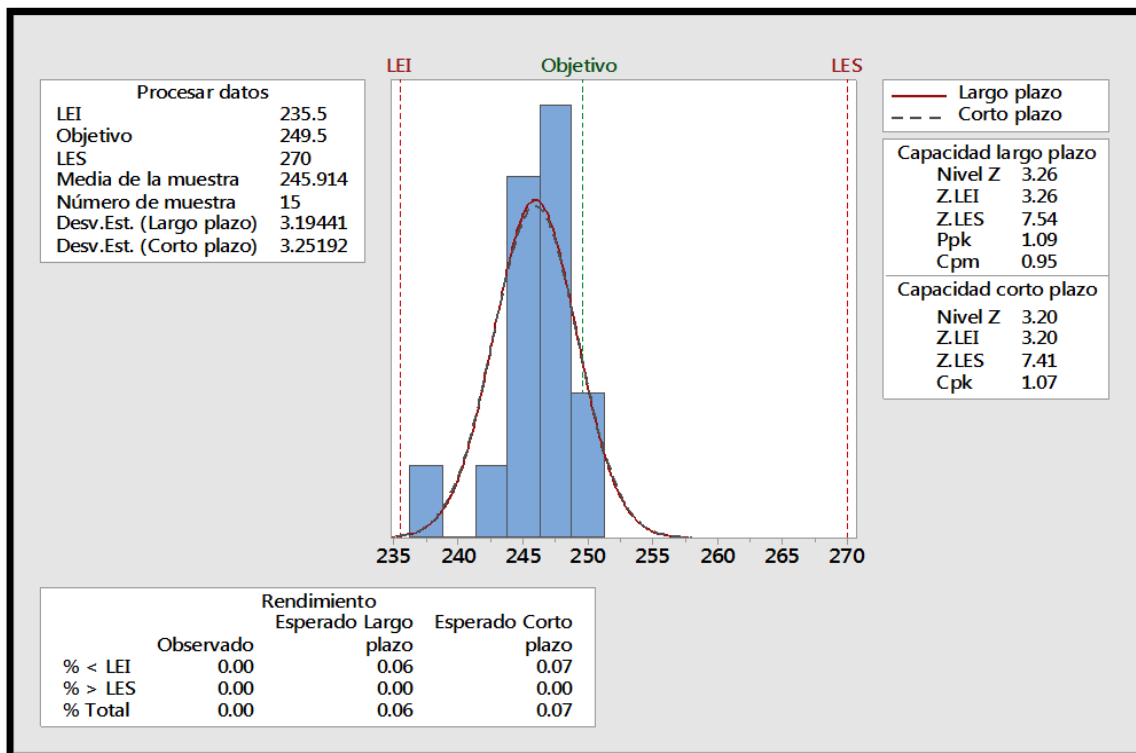 LEI Objetivo LES
Procesar datos
LEI 235.5
Objetivo 249.5
LES 270
Media de la muestra 245.914
Número de muestra 15
Desv.Est. (Largo plazo) 3.19441
Desv.Est. (Corto plazo) 3.25192
Largo plazo
Corto plazo
Capacidad largo plazo
Nivel Z 3.26
Z.LEI 3.26
Z.LES 7.54
Ppk 1.09
Cpm 0.95
Capacidad corto plazo
Nivel Z 3.20
Z.LEI 3.20
Z.LES 7.41
Cpk 1.07
235 240 245 250 255 260 265 270
Rendimiento
Esperado Largo Esperado Corto
Observado plazo plazo
% < LEI 0.00 0.06 0.07
% > LES 0.00 0.00 0.00
% Total 0.00 0.06 0.07